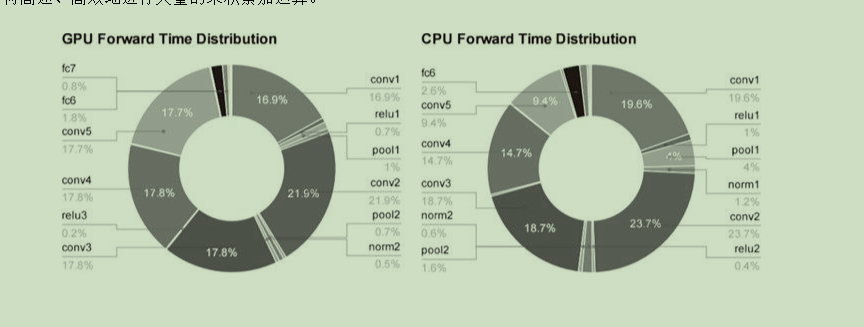 GPU Forward Time Distribution
fc7
0.8%
fc6
1.8%
conv5
17.7%
conv4
17.8%
relu3
0.2%
conv3
17.8%
17.7%
16.9%
17.8%
21.9%
17.8%
conv1
16.9%
relu1
0.7%
pool1
1%
conv2
21.9%
pool2
0.7%
norm2
0.5%
CPU Forward Time Distribution
fc6
2.6%
conv5
9.4%
conv4
14.7%
conv3
18.7%
norm2
0.6%
pool2
1.6%
9.4%
19.6%
4%
14.7%
18.7%
23.7%
conv1
19.6%
relu1
1%
pool1
4%
norm1
1.2%
conv2
23.7%
relu2
0.4%